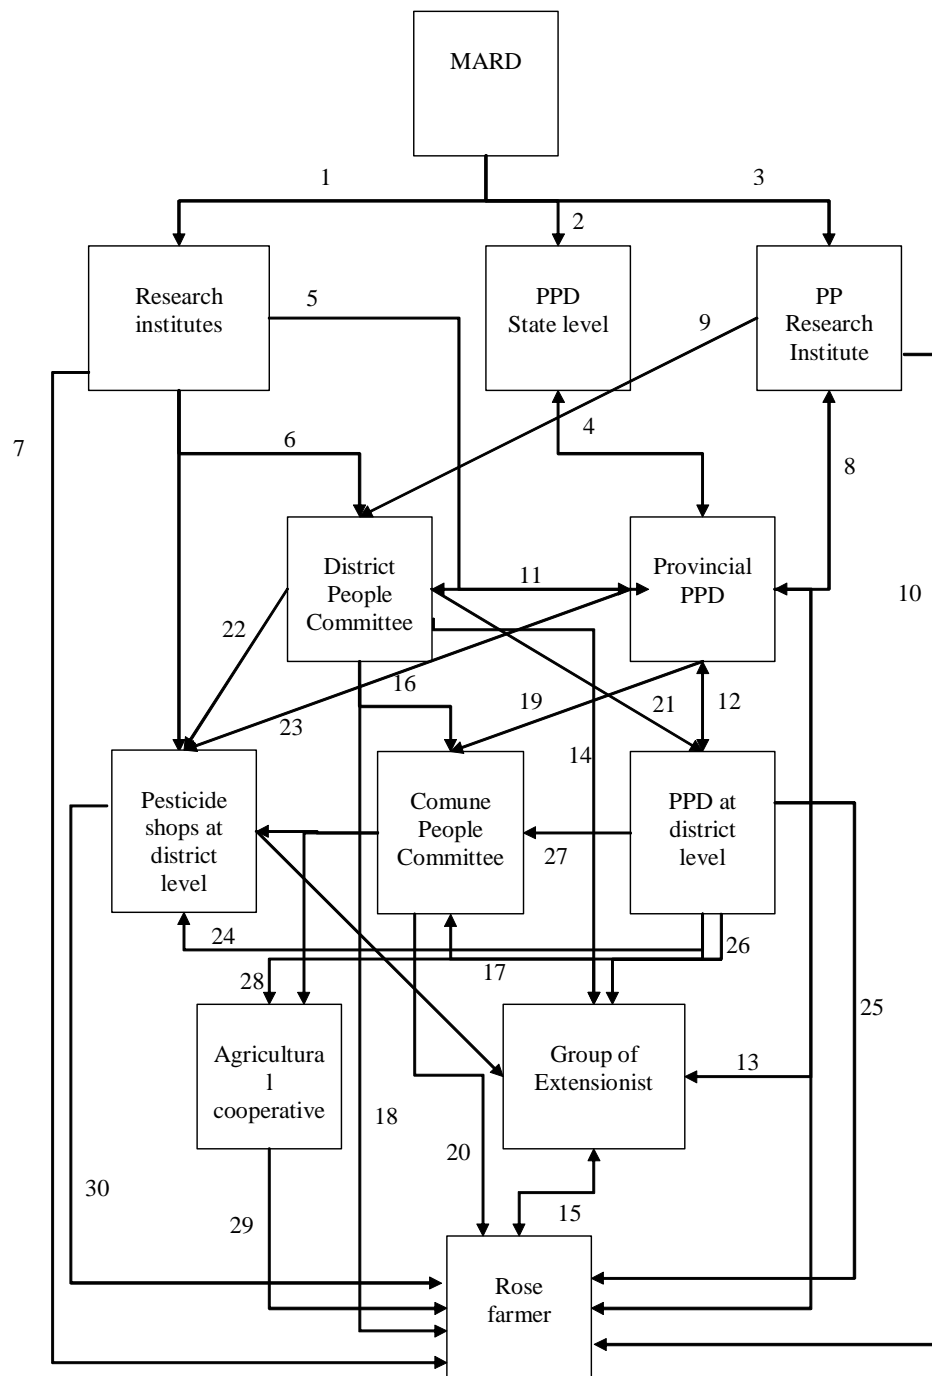 MARD
1
3
2
Research
institutes
5
PPD
State level
9
PP
Research
Institute
7
6
4
8
District
People
Committee
11
Provincial
PPD
10
22
16
19
21
12
23
14
Pesticide
shops at
district
level
Comune
People
Committee
27
PPD at
district
level
24
26
28
17
25
Agricultura
l
cooperative
Group of
Extensionist
13
18
20
30
29
15
Rose
farmer